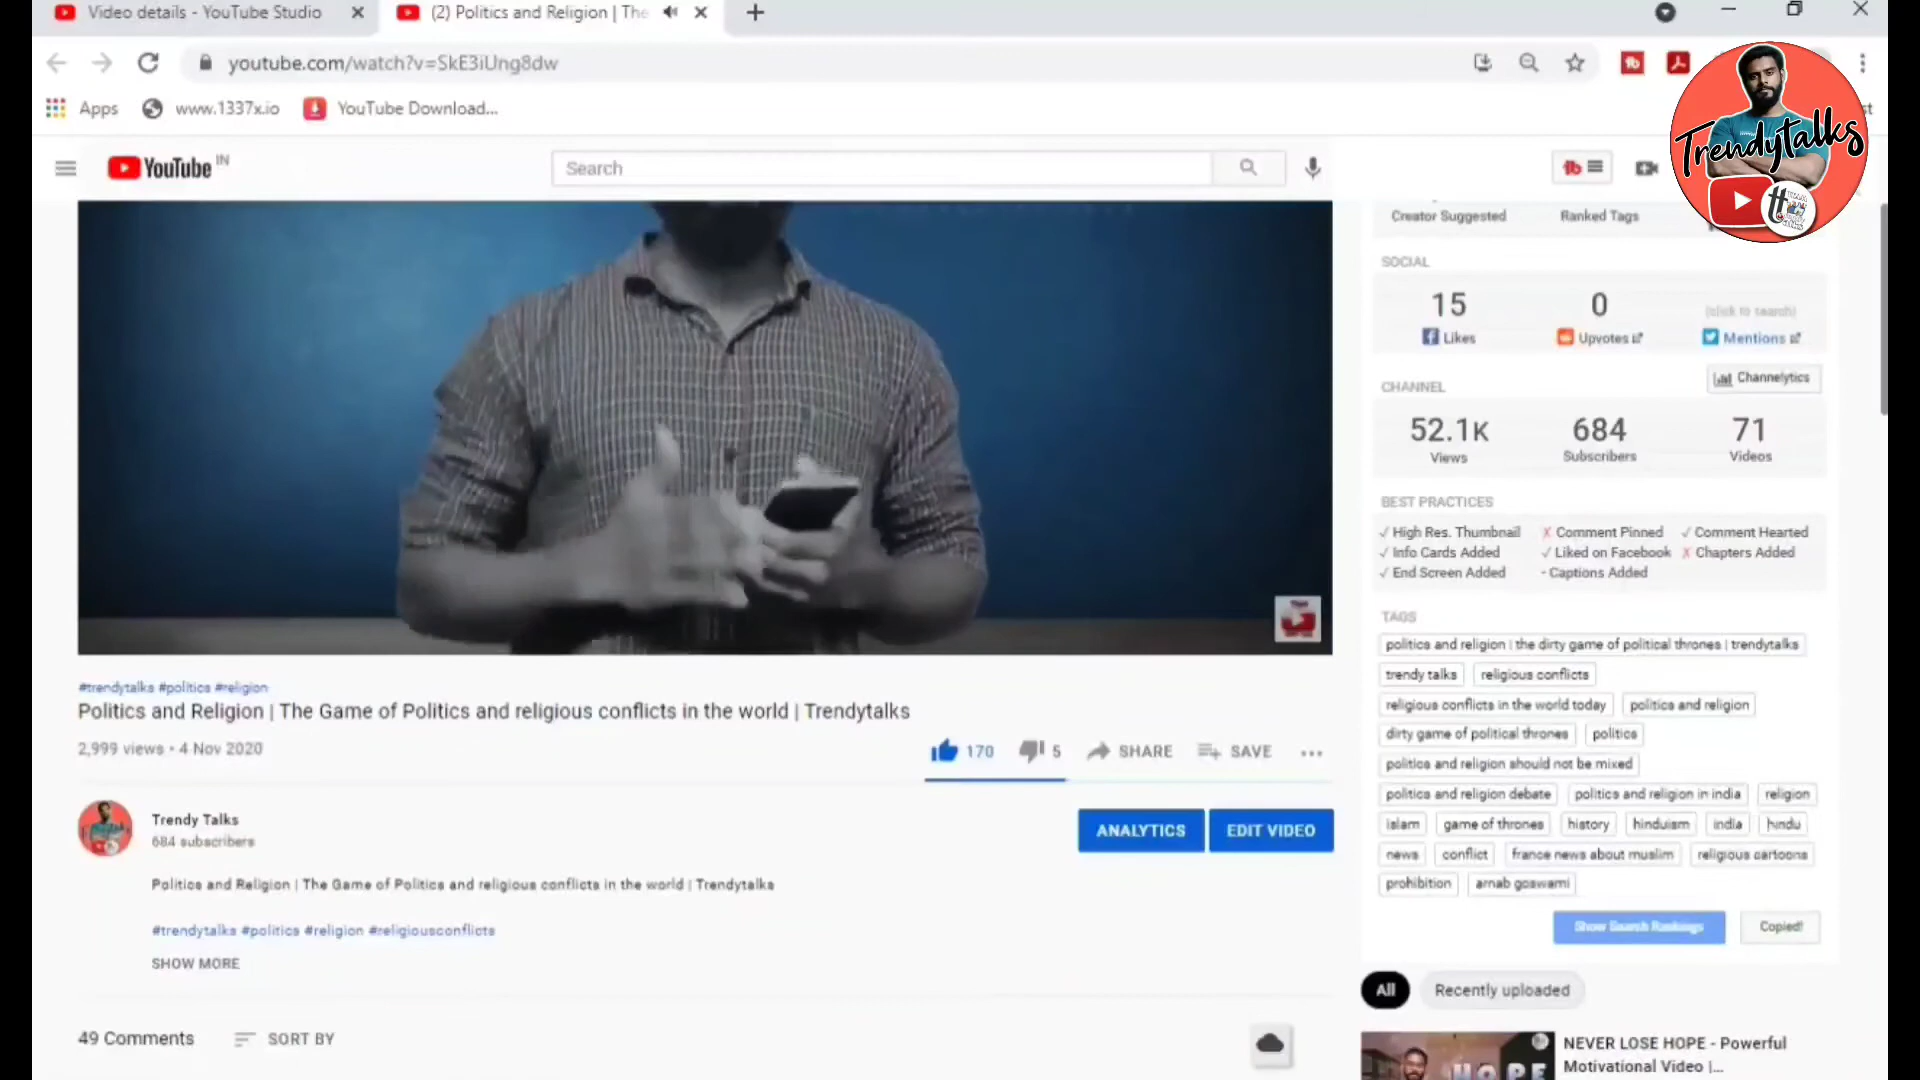 Video details - YouTube Studio
(2) Politics and Religion | The
youtube.com/watch?v=SkE3iUng8dw
Apps
www.1337x.io
YouTube Download...
YouTube IN
Search
Trendytalks
Creator Suggested
Ranked Tags
SOCIAL
15
0
(click to search)
Likes
Upvotes
Mentions
CHANNEL
Channelytics
52.1K
684
71
Views
Subscribers
Videos
BEST PRACTICES
✓ High Res. Thumbnail ✗ Comment Pinned ✓ Comment Hearted
✓ Info Cards Added ✓ Liked on Facebook ✗ Chapters Added
✓ End Screen Added - Captions Added
TAGS
politics and religion | the dirty game of political thrones | trendytalks
trendy talks religious conflicts
religious conflicts in the world today politics and religion
dirty game of political thrones politics
politics and religion should not be mixed
politics and religion debate politics and religion in india religion
islam game of thrones history hinduism india hindu
news conflict france news about muslim religious cartoons
prohibition arnab goswami
Show Search Rankings Copied!
#trendytalks #politics #religion
Politics and Religion | The Game of Politics and religious conflicts in the world | Trendytalks
2,999 views • 4 Nov 2020
170 5 SHARE SAVE
Trendy Talks
684 subscribers
ANALYTICS EDIT VIDEO
Politics and Religion | The Game of Politics and religious conflicts in the world | Trendytalks
#trendytalks #politics #religion #religiousconflicts
SHOW MORE
49 Comments SORT BY
All Recently uploaded
NEVER LOSE HOPE - Powerful
Motivational Video |...
HOPE